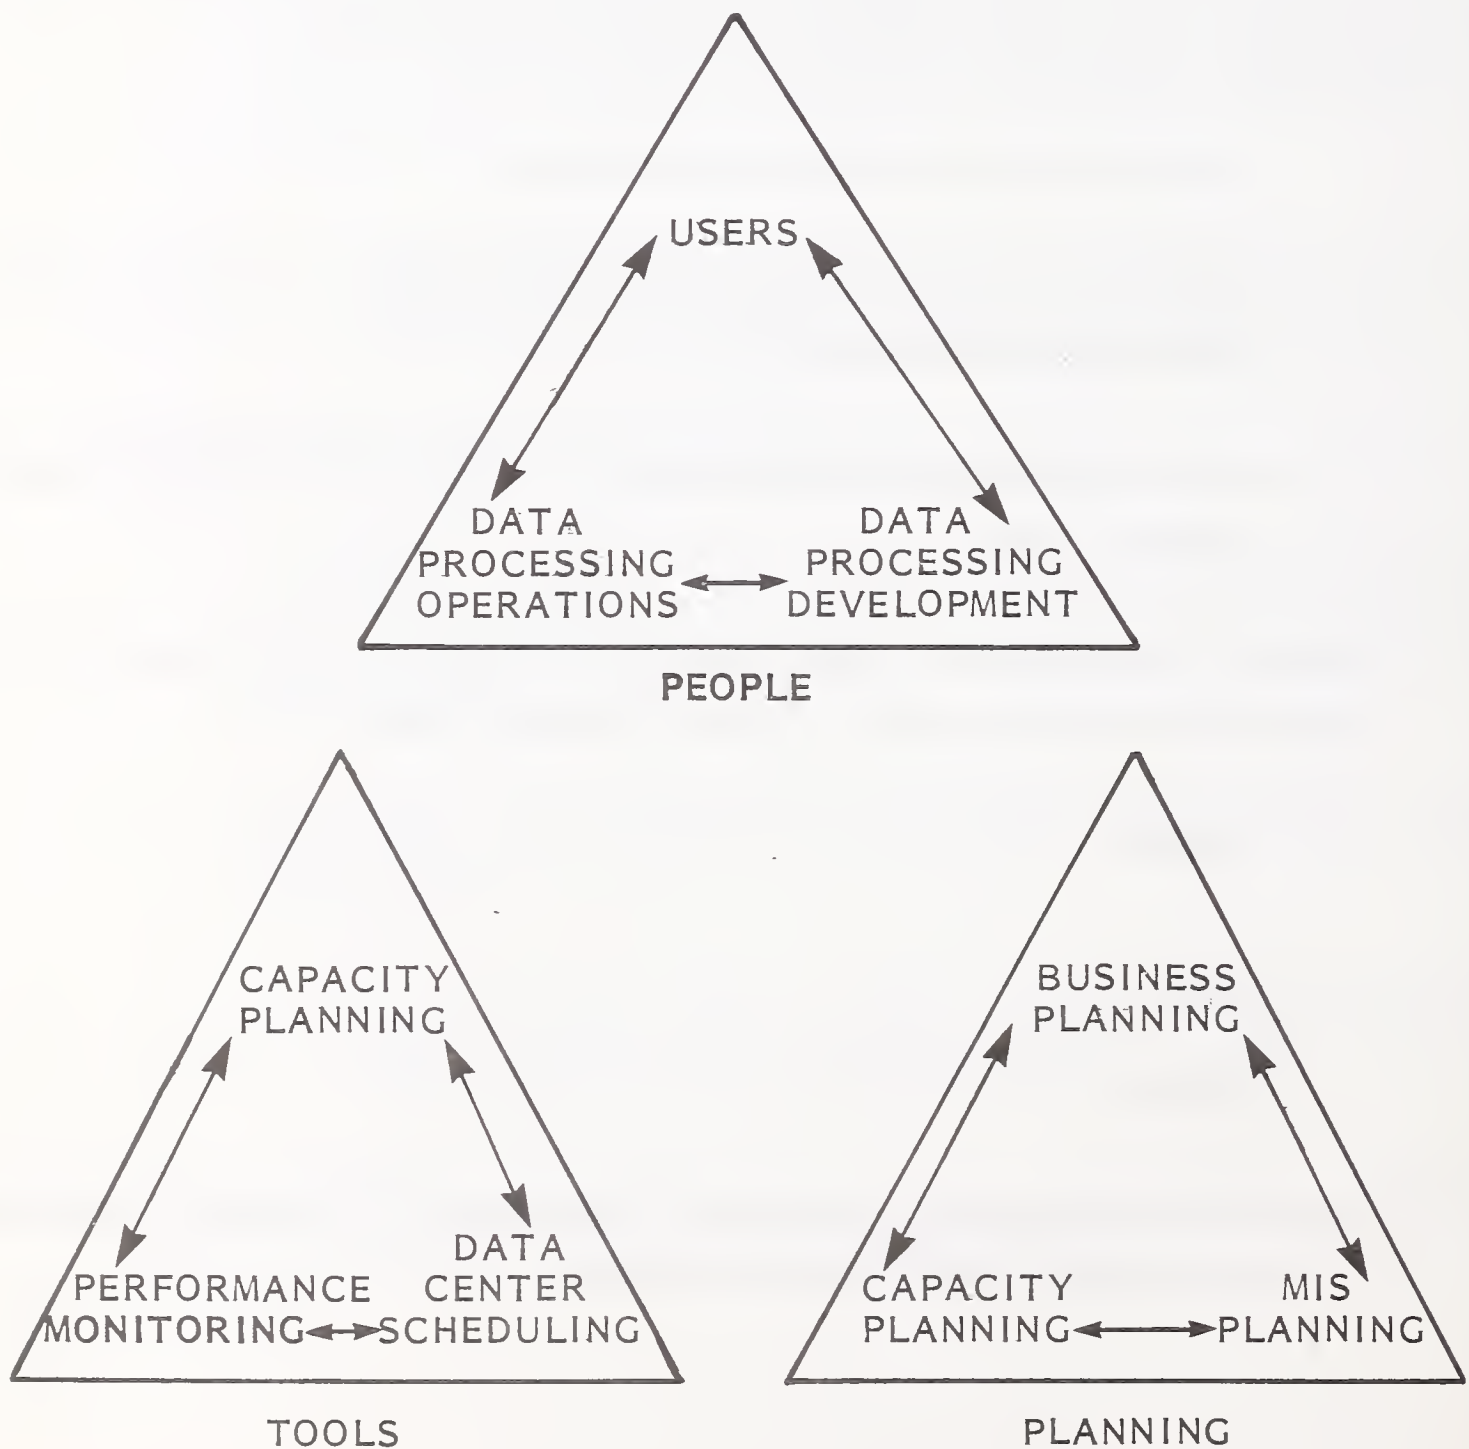 USERS
DATA
PROCESSING
OPERATIONS
DATA
PROCESSING
DEVELOPMENT
PEOPLE
CAPACITY
PLANNING
PERFORMANCE
MONITORING
DATA
CENTER
SCHEDULING
TOOLS
BUSINESS
PLANNING
CAPACITY
PLANNING
MIS
PLANNING
PLANNING